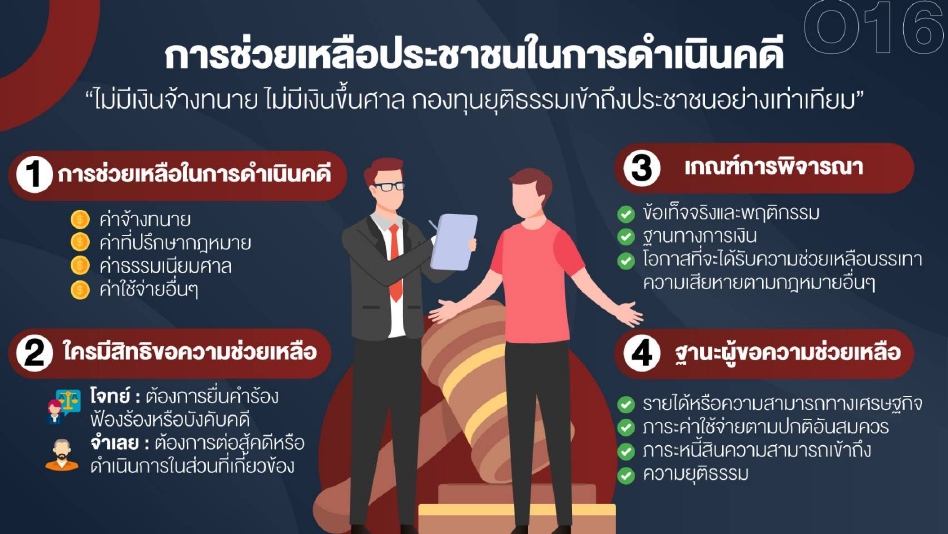 O16
การช่วยเหลือประชาชนในการดำเนินคดี
“ไม่มีเงินจ้างทนาย ไม่มีเงินขึ้นศาล กองทุนยุติธรรมเข้าถึงประชาชนอย่างเท่าเทียม”
1 การช่วยเหลือในการดำเนินคดี
ค่าจ้างทนาย
ค่าที่ปรึกษากฎหมาย
ค่าธรรมเนียมศาล
ค่าใช้จ่ายอื่นๆ
2 ใครมีสิทธิขอความช่วยเหลือ
โจทย์ : ต้องการยื่นคำร้อง
ฟ้องร้องหรือบังคับคดี
จำเลย : ต้องการต่อสู้คดีหรือ
ดำเนินการในส่วนที่เกี่ยวข้อง
3 เกณฑ์การพิจารณา
ข้อเท็จจริงและพฤติกรรม
ฐานทางการเงิน
โอกาสที่จะได้รับความช่วยเหลือบรรเทา
ความเสียหายตามกฎหมายอื่นๆ
4 ฐานะผู้ขอความช่วยเหลือ
รายได้หรือความสามารถทางเศรษฐกิจ
ภาระค่าใช้จ่ายตามปกติอันสมควร
ภาระหนี้สินความสามารถเข้าถึง
ความยุติธรรม